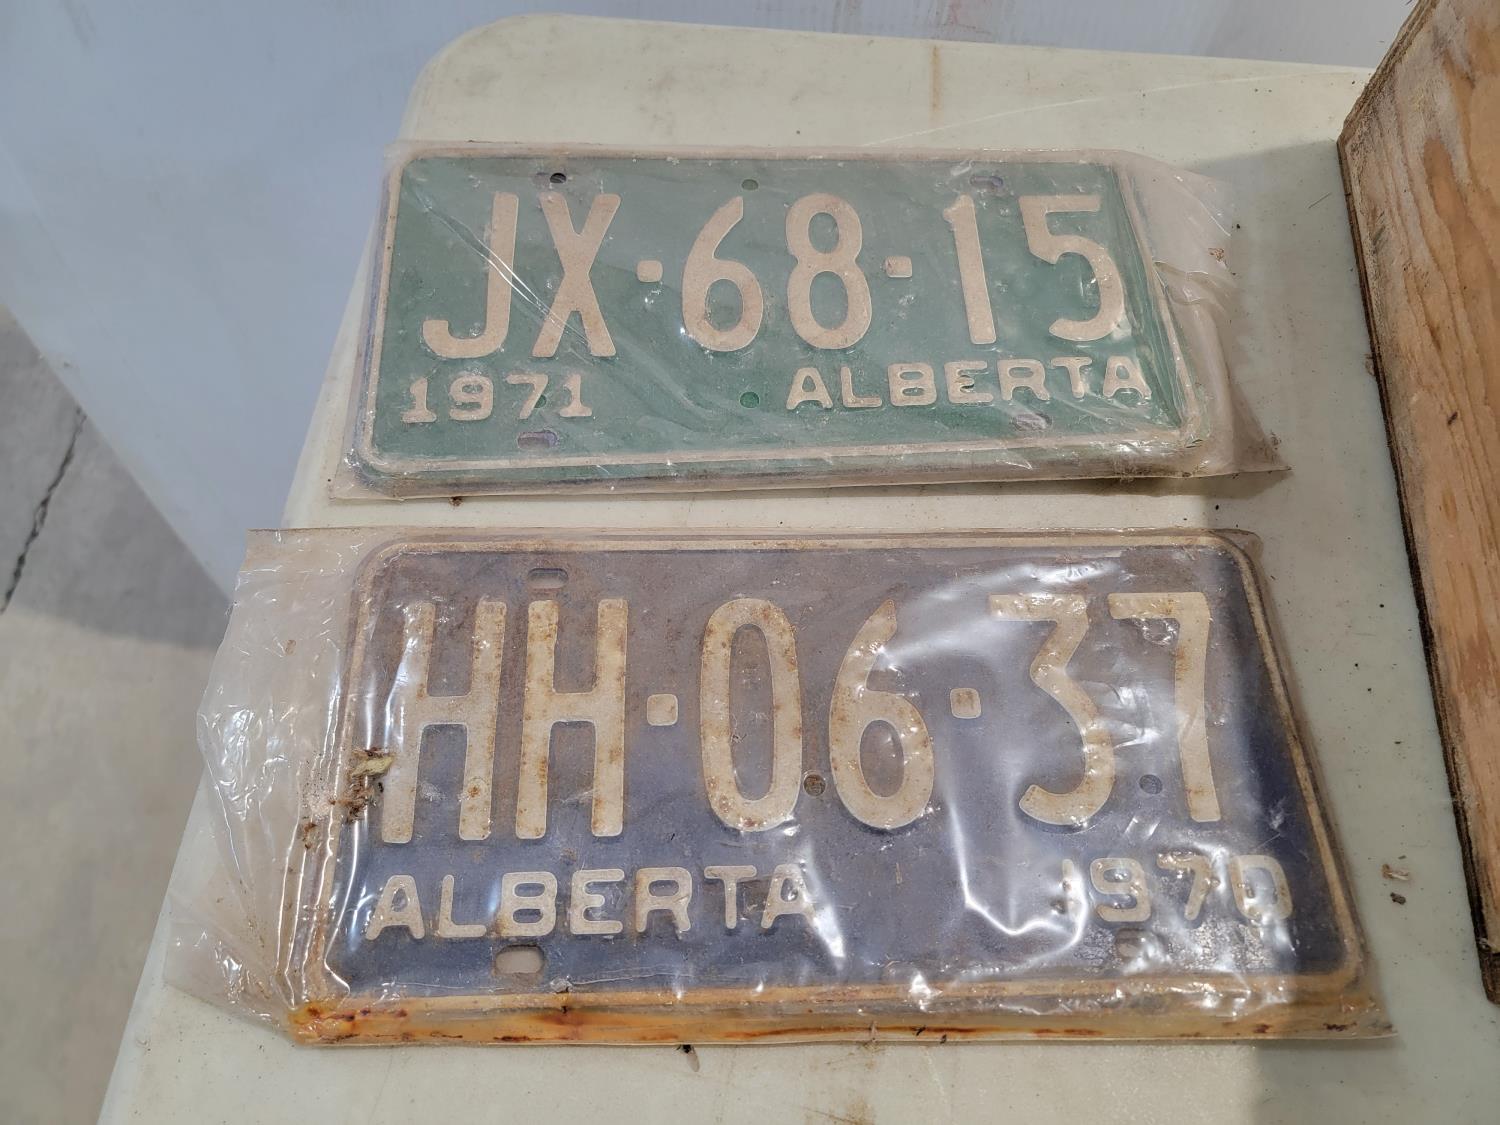 JX·68·15
1971 ALBERTA
HH·06·37
ALBERTA 1970